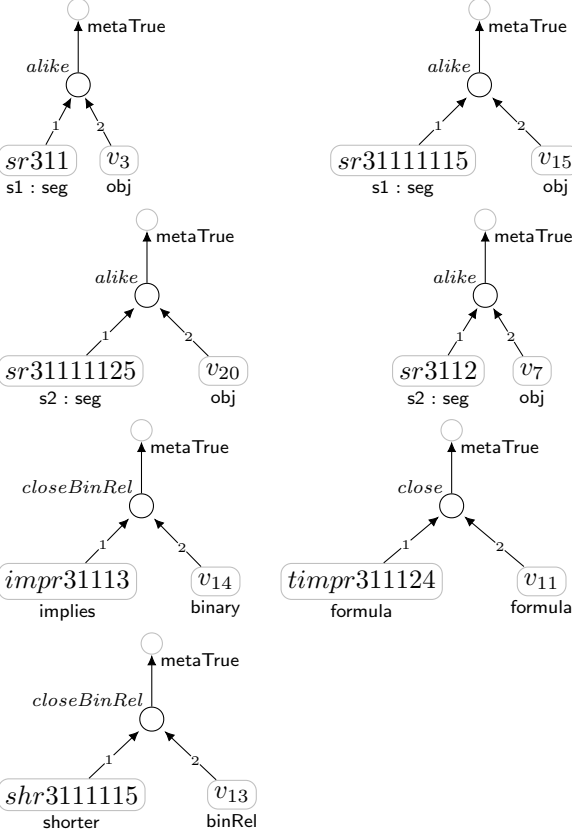 metaTrue metaTrue
alike alike
1 2 1 2
sr311 v3 sr31111115 v15
s1 : seg obj s1 : seg obj
metaTrue metaTrue
alike alike
1 2 1 2
sr31111125 v20 sr3112 v7
s2 : seg obj s2 : seg obj
metaTrue metaTrue
closeBinRel close
1 2 1 2
impr31113 v14 timpr311124 v11
implies binary formula formula
metaTrue
closeBinRel
1 2
shr3111115 v13
shorter binRel